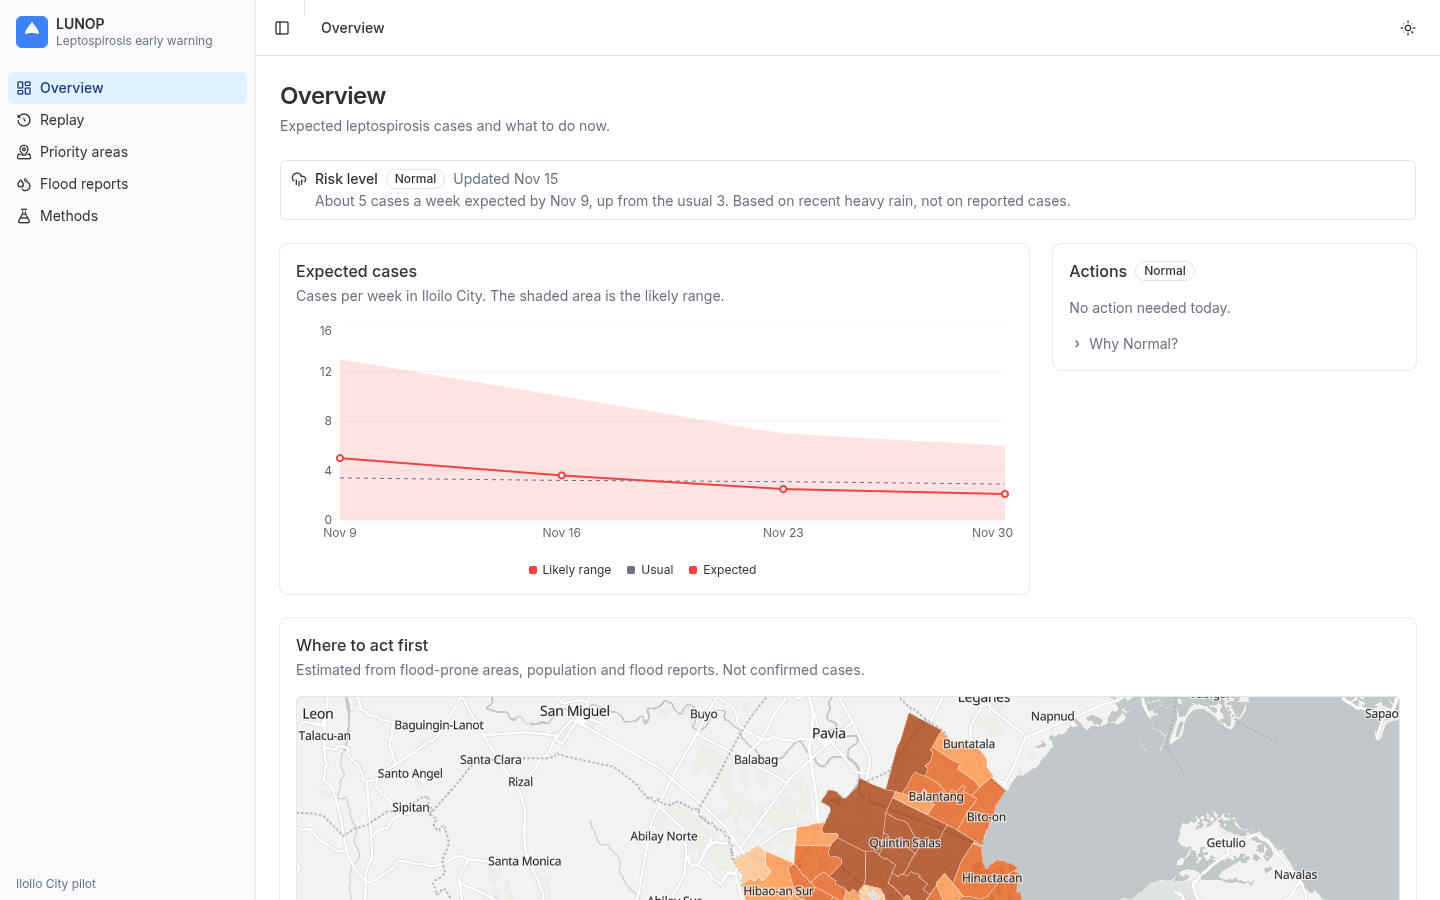 LUNOP
Leptospirosis early warning
Overview
Replay
Priority areas
Flood reports
Methods
Iloilo City pilot
Overview
Overview
Expected leptospirosis cases and what to do now.
Risk level Normal Updated Nov 15
About 5 cases a week expected by Nov 9, up from the usual 3. Based on recent heavy rain, not on reported cases.
Expected cases
Cases per week in Iloilo City. The shaded area is the likely range.
16
12
8
4
0
Nov 9 Nov 16 Nov 23 Nov 30
Likely range Usual Expected
Actions Normal
No action needed today.
Why Normal?
Where to act first
Estimated from flood-prone areas, population and flood reports. Not confirmed cases.
Leganes
Leon
San Miguel
Buyo
Napnud
Sapao
Talacu-an
Baguingin-Lanot
Pavia
Buntatala
Santa Clara
Balabag
Santo Angel
Rizal
Balantang
Sipitan
Bito-on
Abilay Norte
Quintin Salas
Getulio
Santa Monica
Hinactacan
Navalas
Hibao-an Sur
Abilay Sur